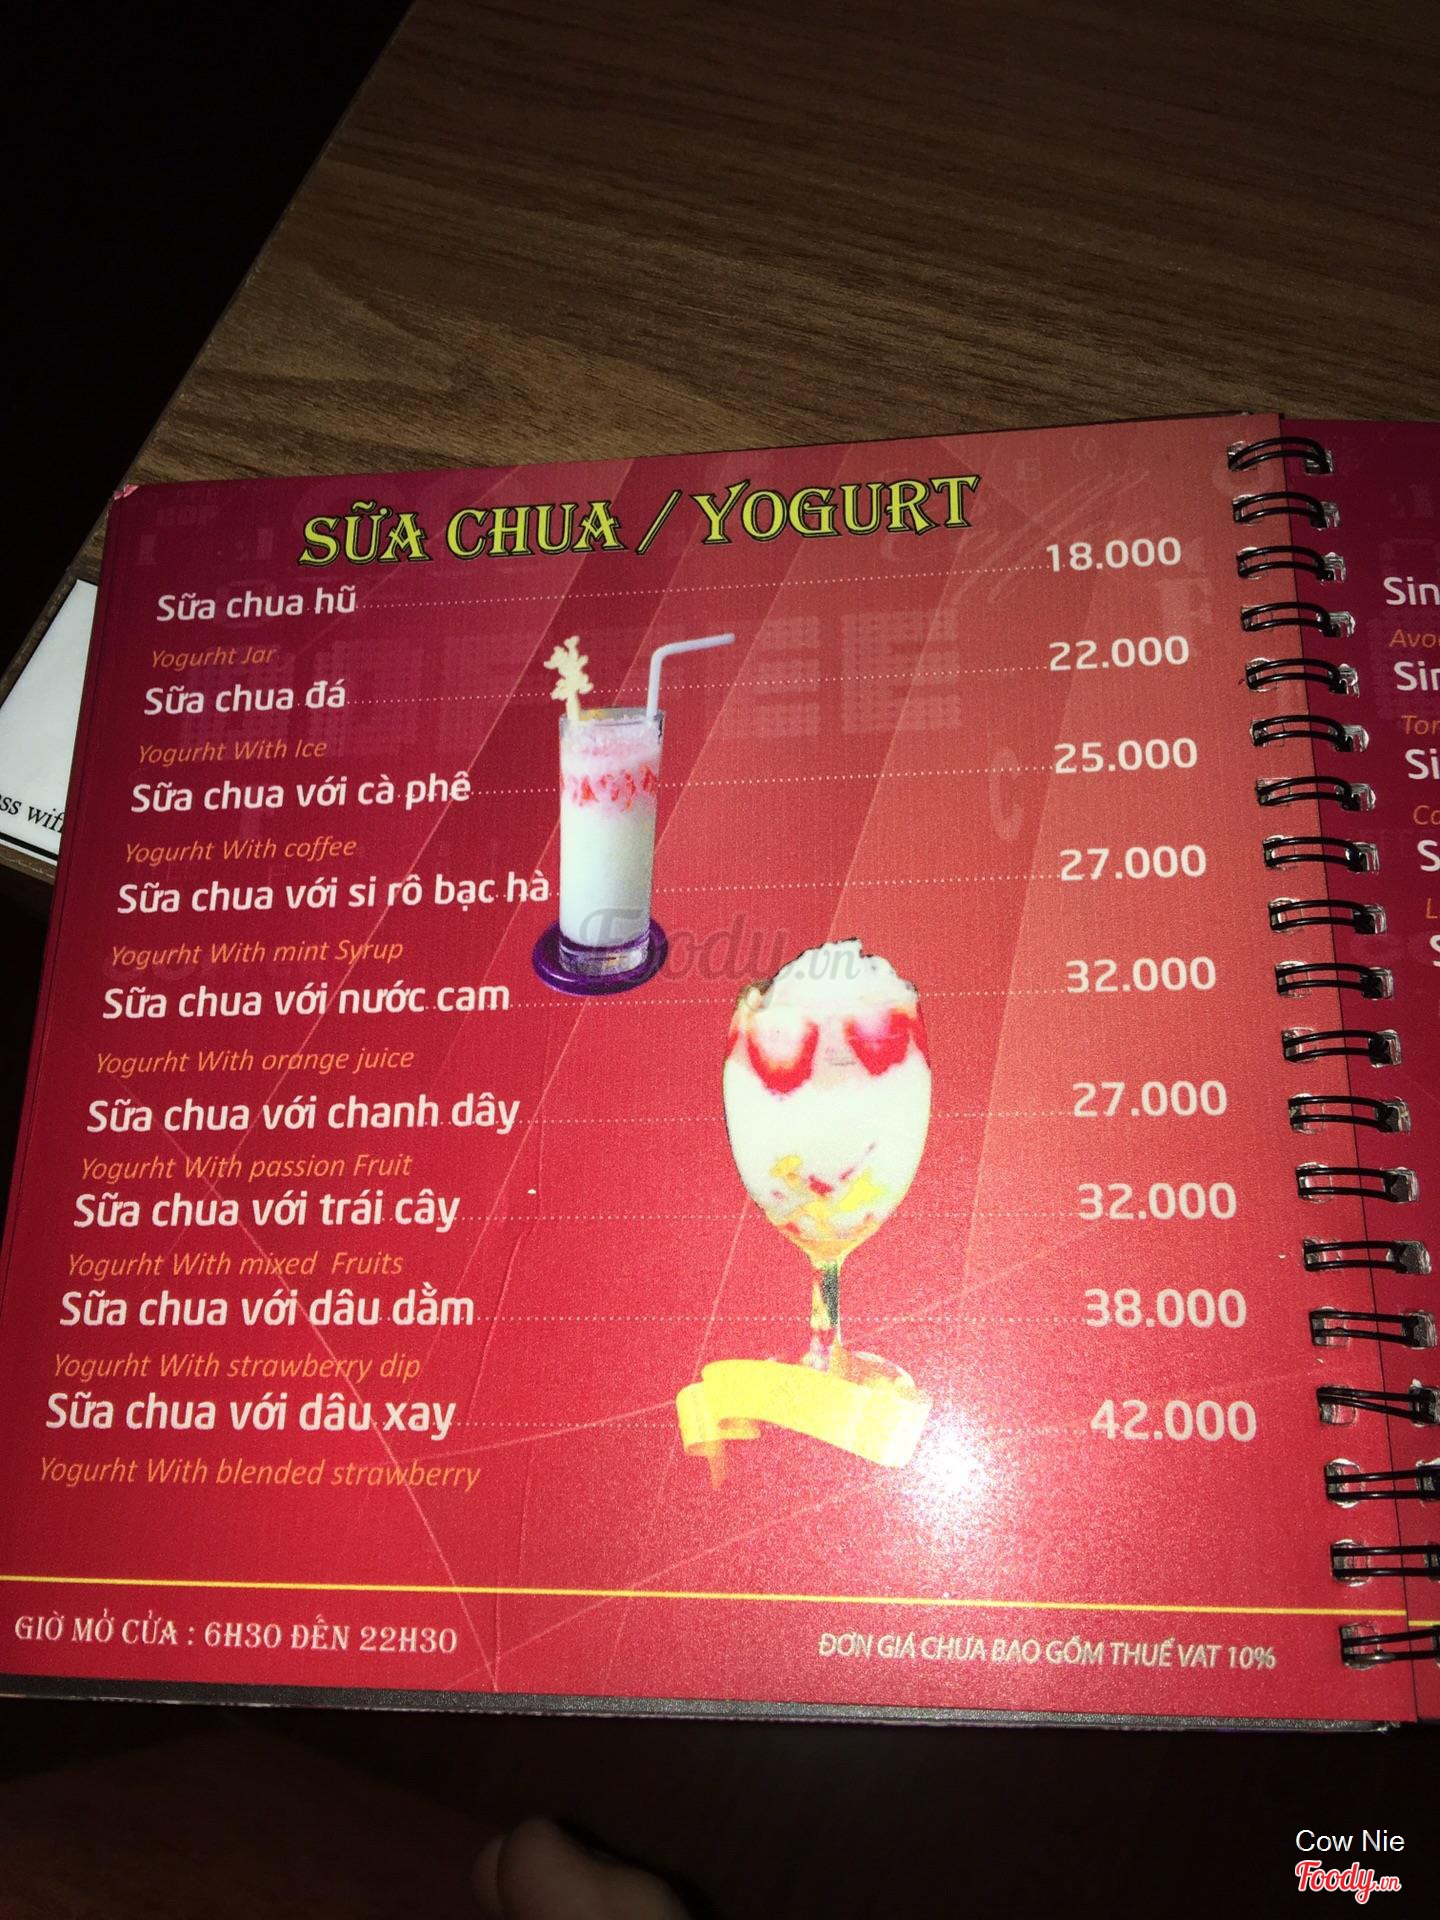 SỮA CHUA / YOGURT
Sữa chua hũ 18.000
Yogurht Jar
Sữa chua đá 22.000
Yogurht With Ice
Sữa chua với cà phê 25.000
Yogurht With coffee
Sữa chua với si rô bạc hà 27.000
Yogurht With mint Syrup
Sữa chua với nước cam 32.000
Yogurht With orange juice
Sữa chua với chanh dây 27.000
Yogurht With passion Fruit
Sữa chua với trái cây 32.000
Yogurht With mixed Fruits
Sữa chua với dâu dằm 38.000
Yogurht With strawberry dip
Sữa chua với dâu xay 42.000
Yogurht With blended strawberry
GIỜ MỞ CỬA : 6H30 ĐẾN 22H30
ĐƠN GIÁ CHƯA BAO GỒM THUẾ VAT 10%
Foody.vn
Cow Nie
Foody.vn